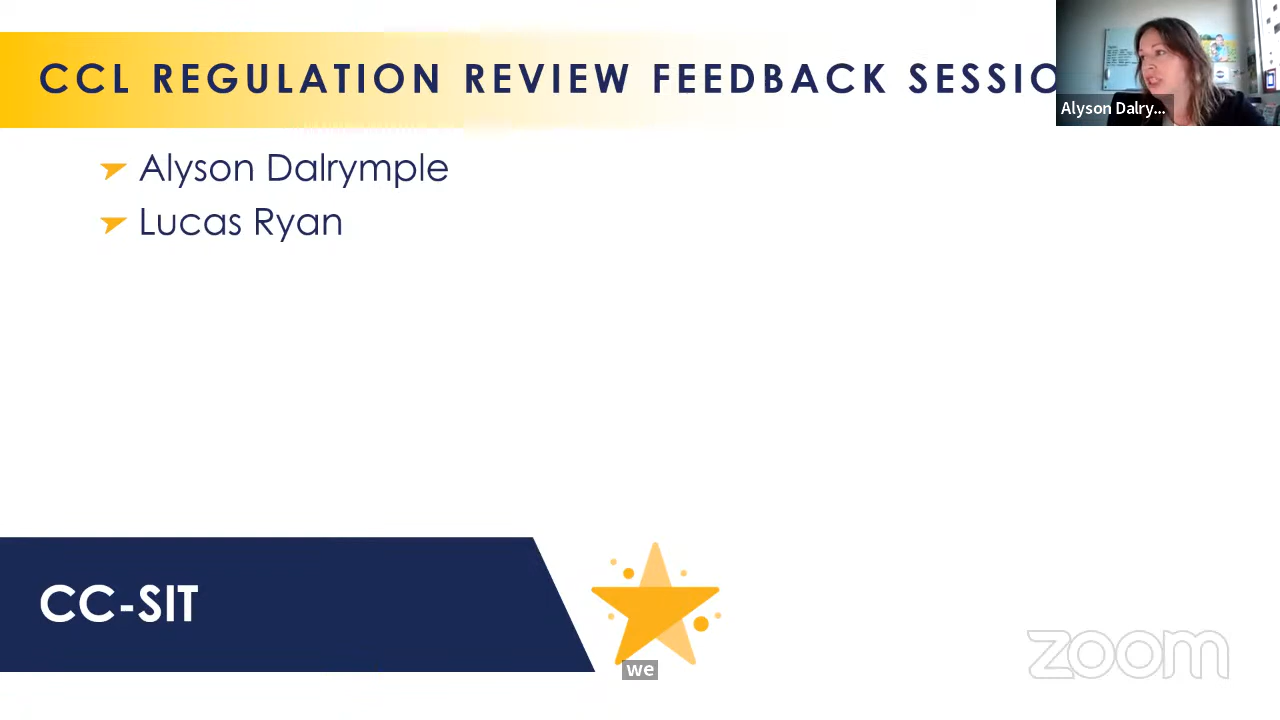 CCL REGULATION REVIEW FEEDBACK SESSIO
Alyson Dalry...
Alyson Dalrymple
Lucas Ryan
CC-SIT
we
zoom